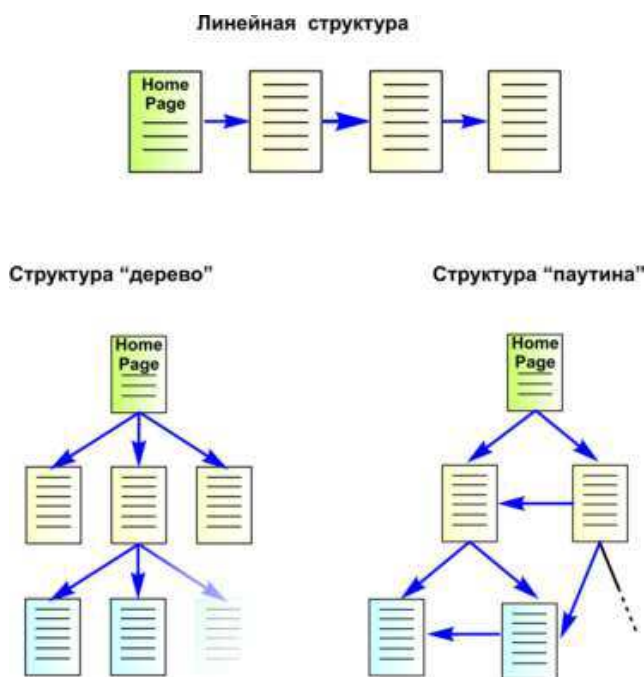 Линейная структура
Home
Page
Структура “дерево”
Структура “паутина”
Home
Page
Home
Page